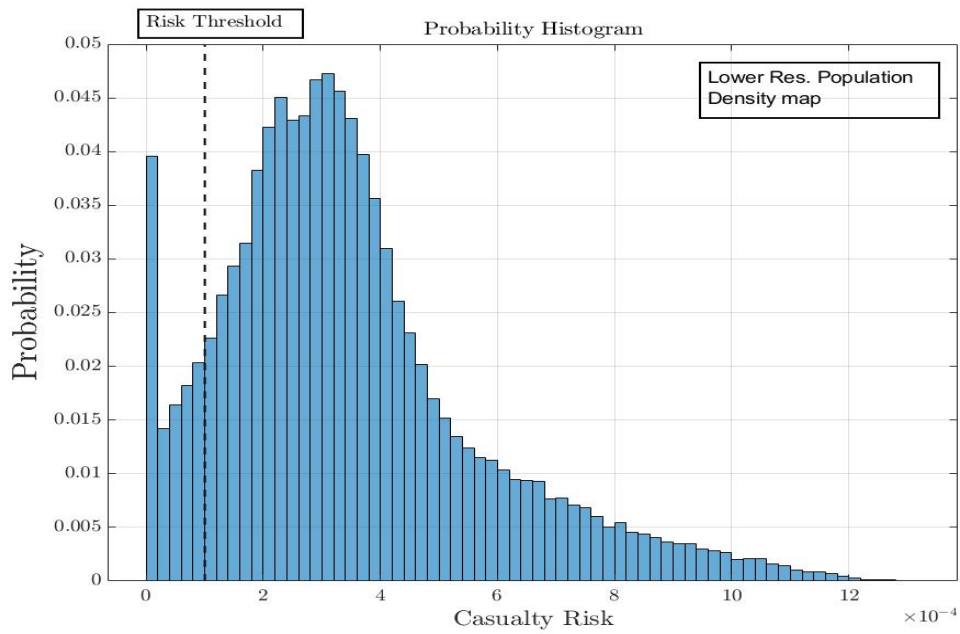 Risk Threshold
Probability Histogram
Lower Res. Population
Density map
Probability
0.05
0.045
0.04
0.035
0.03
0.025
0.02
0.015
0.01
0.005
0
0 2 4 6 8 10 12
×10⁻⁴
Casualty Risk